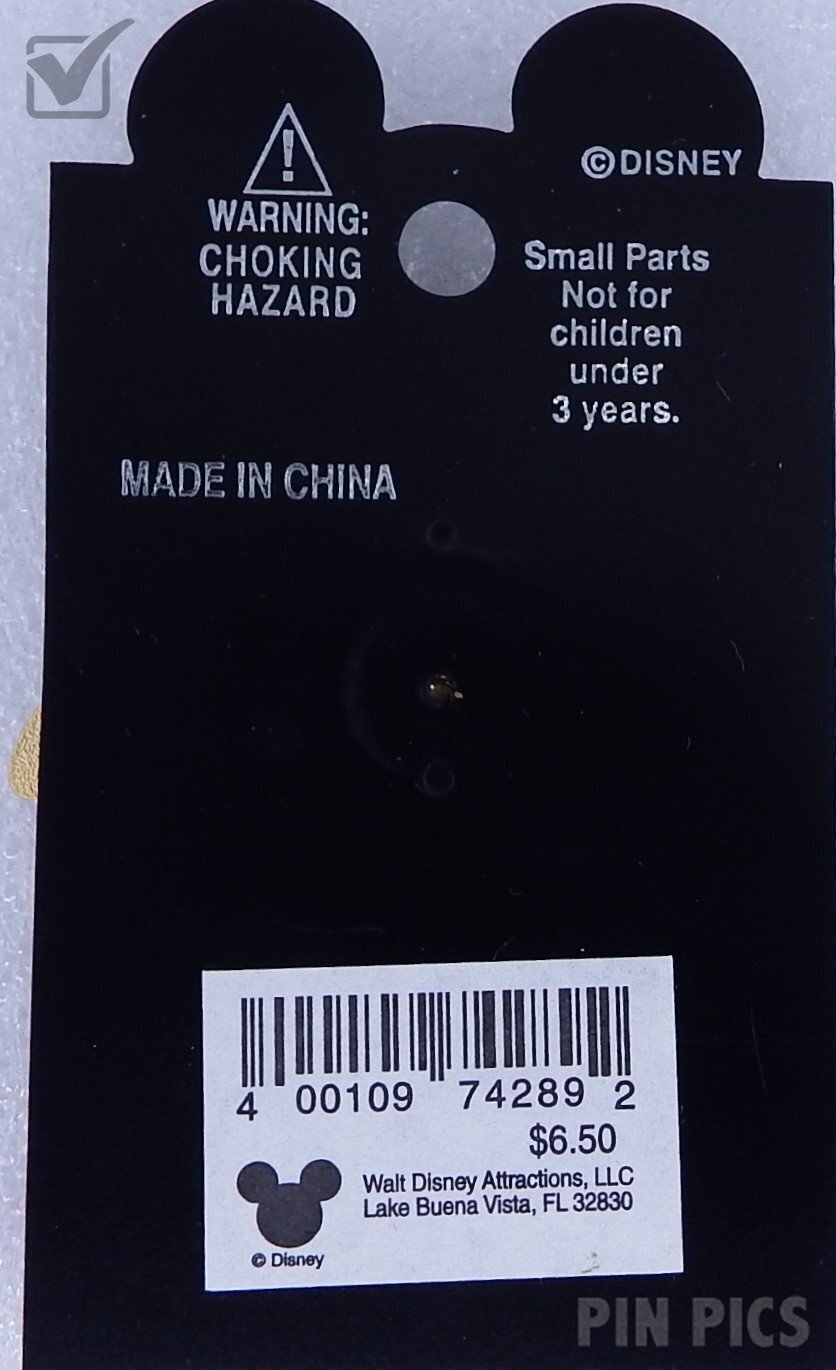 ©DISNEY
WARNING:
CHOKING
HAZARD
Small Parts
Not for
children
under
3 years.
MADE IN CHINA
4 00109 74289 2
$6.50
Walt Disney Attractions, LLC
Lake Buena Vista, FL 32830
© Disney
PIN PICS